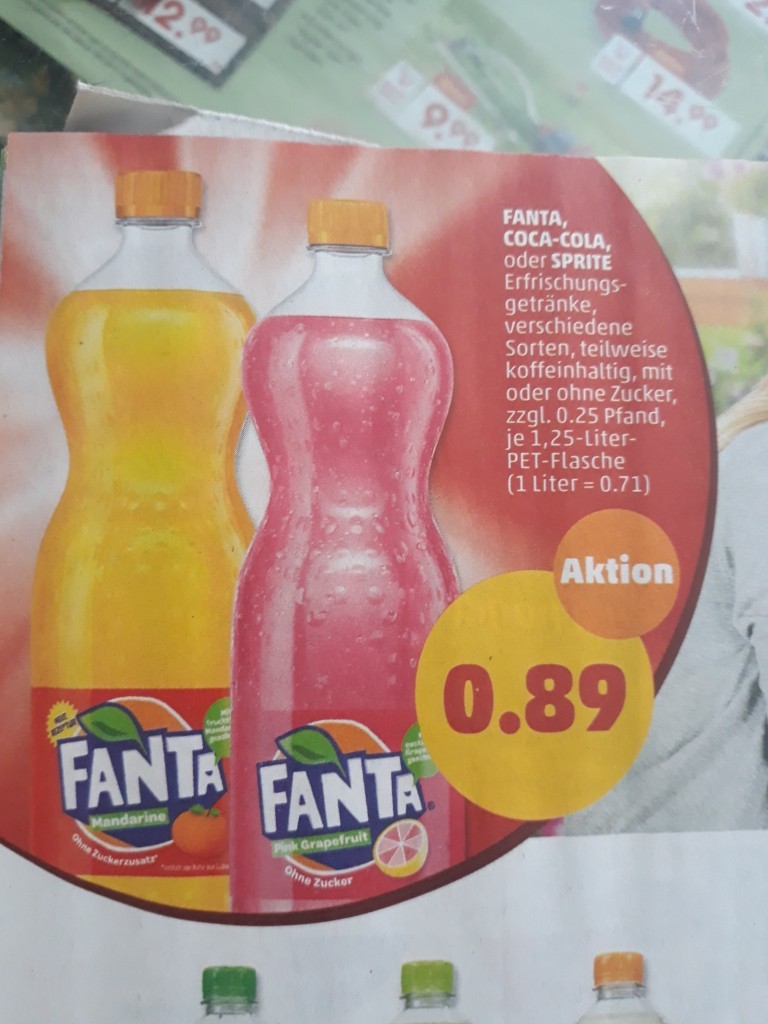 12.99
9.99
14.99
FANTA,
COCA-COLA,
oder SPRITE
Erfrischungs-
getränke,
verschiedene
Sorten, teilweise
koffeinhaltig, mit
oder ohne Zucker,
zzgl. 0.25 Pfand,
je 1,25-Liter-
PET-Flasche
(1 Liter = 0.71)
Aktion
0.89
FANTA
Mandarine
Ohne Zuckerzusatz*
FANTA®
Pink Grapefruit
Ohne Zucker